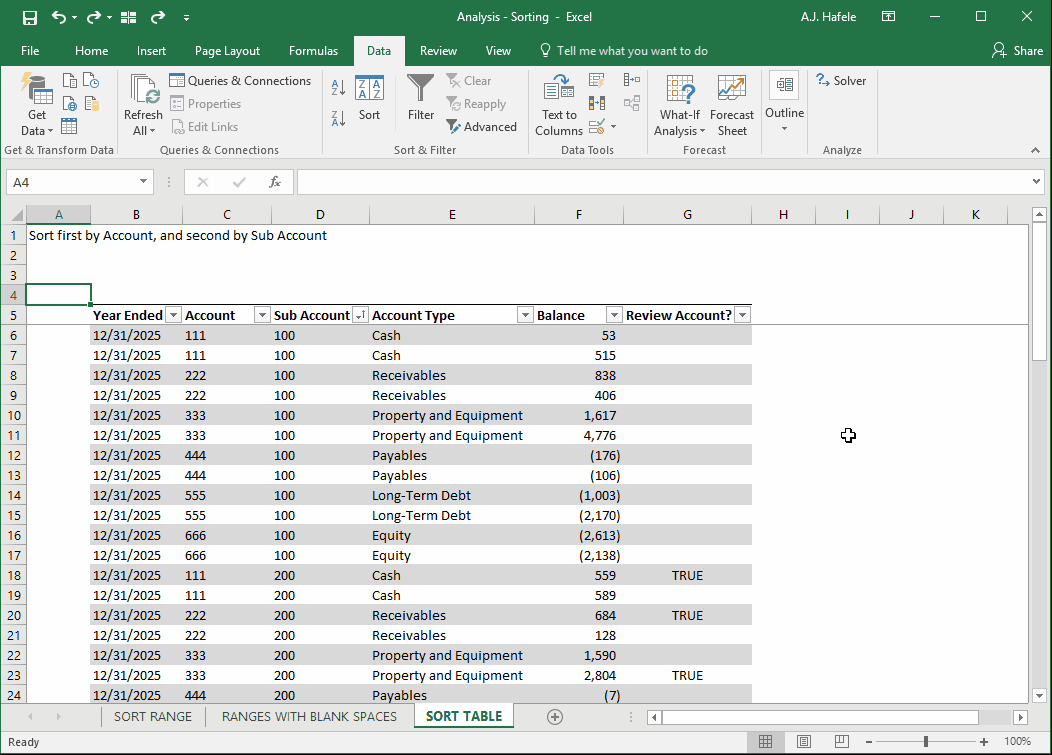 Analysis - Sorting - Excel
A.J. Hafele
File Home Insert Page Layout Formulas Data Review View Tell me what you want to do Share
Get Data
Refresh All
Queries & Connections
Properties
Edit Links
Sort
Filter
Clear
Reapply
Advanced
Text to Columns
What-If Analysis
Forecast Sheet
Outline
Solver
Get & Transform Data Queries & Connections Sort & Filter Data Tools Forecast Analyze
A4 fx
A B C D E F G H I J K
1 Sort first by Account, and second by Sub Account
2
3
4
5 Year Ended Account Sub Account Account Type Balance Review Account?
6 12/31/2025 111 100 Cash 53
7 12/31/2025 111 100 Cash 515
8 12/31/2025 222 100 Receivables 838
9 12/31/2025 222 100 Receivables 406
10 12/31/2025 333 100 Property and Equipment 1,617
11 12/31/2025 333 100 Property and Equipment 4,776
12 12/31/2025 444 100 Payables (176)
13 12/31/2025 444 100 Payables (106)
14 12/31/2025 555 100 Long-Term Debt (1,003)
15 12/31/2025 555 100 Long-Term Debt (2,170)
16 12/31/2025 666 100 Equity (2,613)
17 12/31/2025 666 100 Equity (2,138)
18 12/31/2025 111 200 Cash 559 TRUE
19 12/31/2025 111 200 Cash 589
20 12/31/2025 222 200 Receivables 684 TRUE
21 12/31/2025 222 200 Receivables 128
22 12/31/2025 333 200 Property and Equipment 1,590
23 12/31/2025 333 200 Property and Equipment 2,804 TRUE
24 12/31/2025 444 200 Payables (7)
SORT RANGE RANGES WITH BLANK SPACES SORT TABLE
Ready 100%